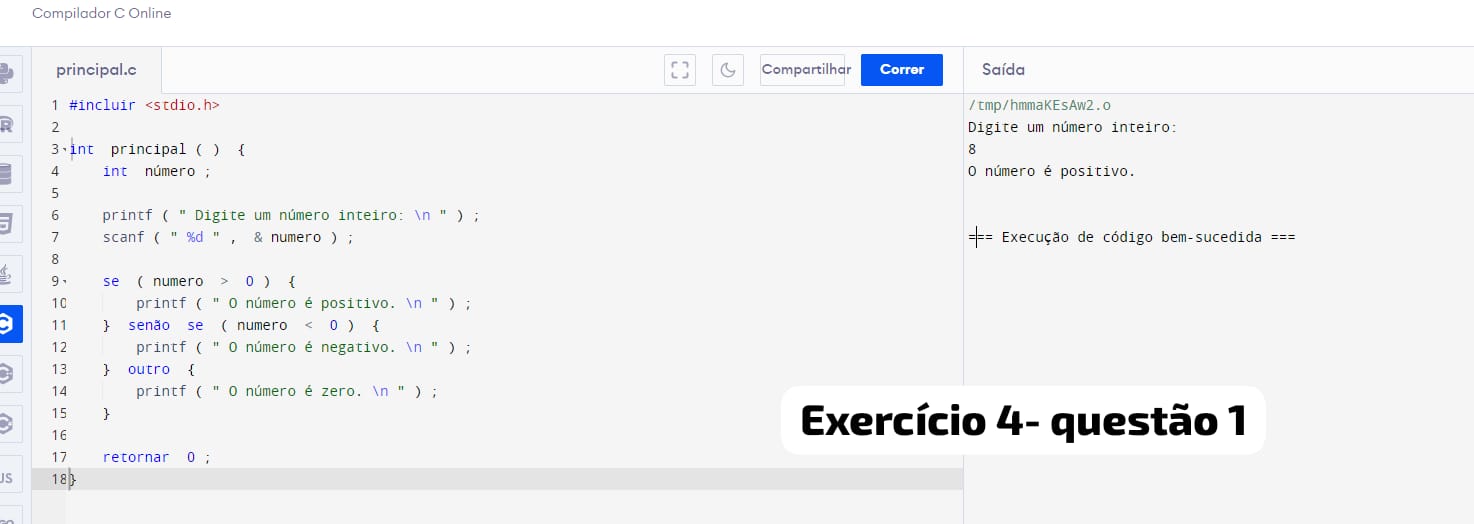 Compilador C Online
principal.c
Compartilhar
Correr
Saída
1 #incluir <stdio.h>
2
3 int principal ( ) {
4 int número ;
5
6 printf ( " Digite um número inteiro: \n " ) ;
7 scanf ( " %d " , & numero ) ;
8
9 se ( numero > 0 ) {
10 printf ( " O número é positivo. \n " ) ;
11 } senão se ( numero < 0 ) {
12 printf ( " O número é negativo. \n " ) ;
13 } outro {
14 printf ( " O número é zero. \n " ) ;
15 }
16
17 retornar 0 ;
18 }
/tmp/hmmaKEsAw2.o
Digite um número inteiro:
8
O número é positivo.
=== Execução de código bem-sucedida ===
Exercício 4- questão 1
R
JS